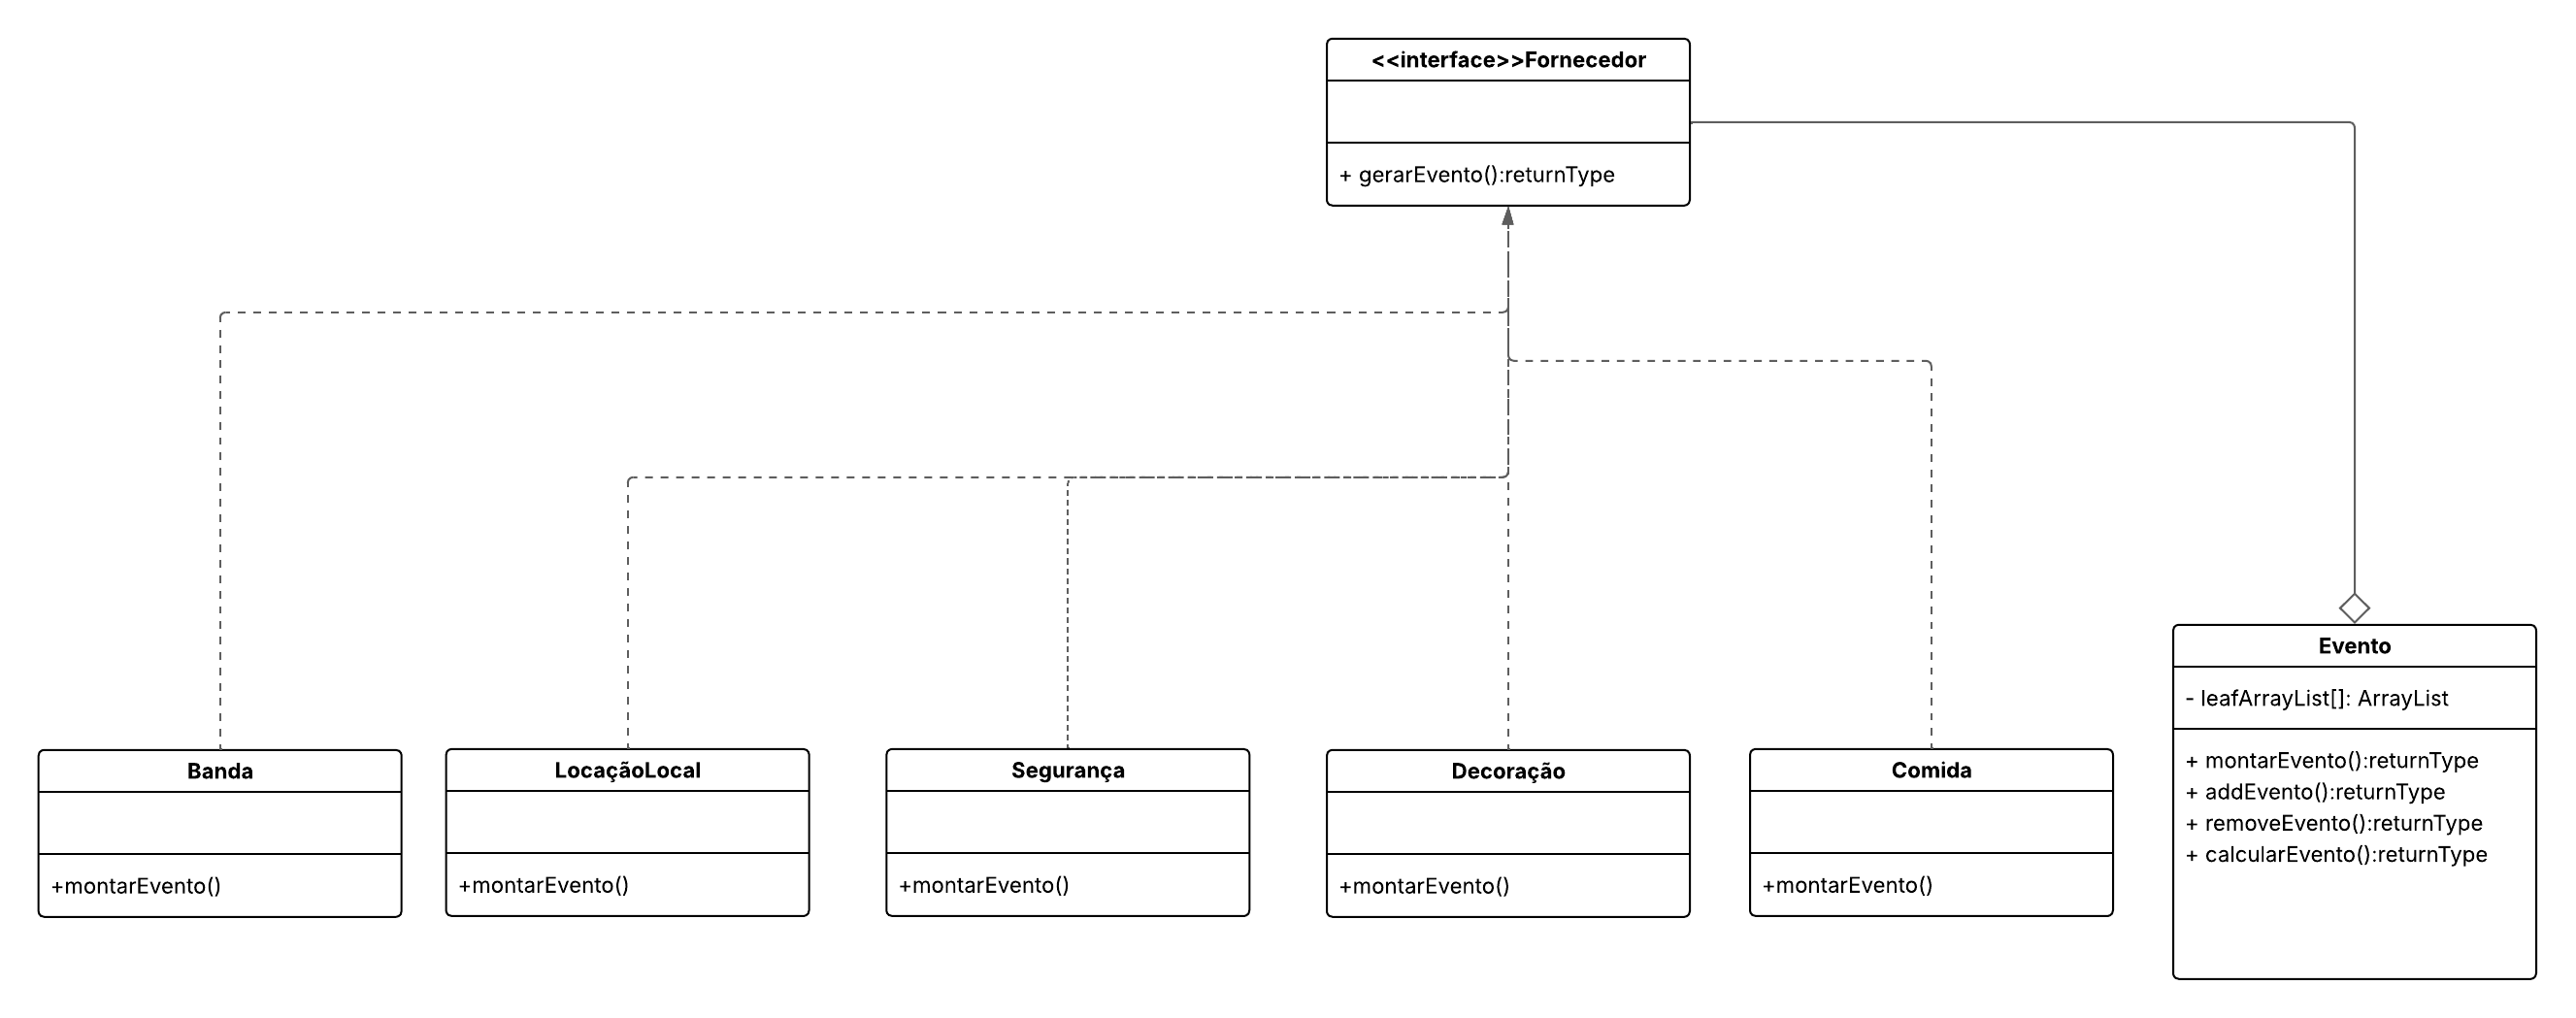 <<interface>>Fornecedor
+ gerarEvento():returnType
Banda
+montarEvento()
LocaçãoLocal
+montarEvento()
Segurança
+montarEvento()
Decoração
+montarEvento()
Comida
+montarEvento()
Evento
- leafArrayList[]: ArrayList
+ montarEvento():returnType
+ addEvento():returnType
+ removeEvento():returnType
+ calcularEvento():returnType